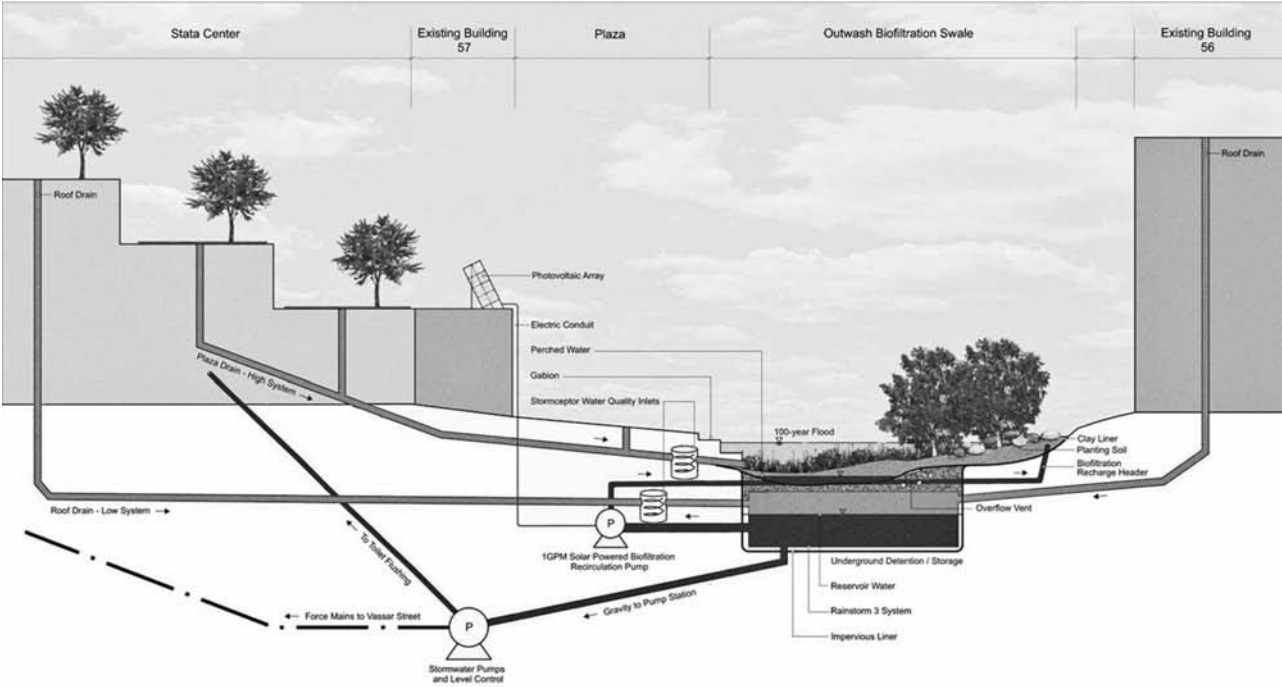 Stata Center
Existing Building
57
Plaza
Outwash Biofiltration Swale
Existing Building
56
Roof Drain
Roof Drain
Photovoltaic Array
Electric Conduit
Perched Water
Plaza Drain - High System
Gabion
Stormceptor Water Quality Inlets
100-year Flood
Clay Liner
Planting Soil
Biofiltration
Recharge Header
Overflow Vent
Roof Drain - Low System
P
To Toilet Flushing
1GPM Solar Powered Biofiltration
Recirculation Pump
Underground Detention / Storage
Reservoir Water
Gravity to Pump Station
Rainstorm 3 System
Force Mains to Vassar Street
P
Impervious Liner
Stormwater Pumps
and Level Control